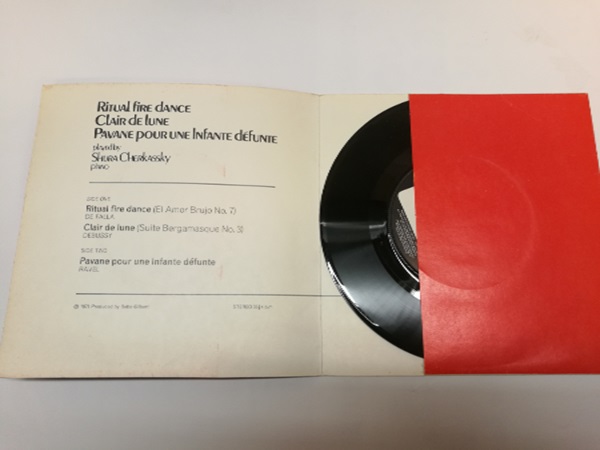 Ritual fire dance
Clair de lune
Pavane pour une Infante défunte
played by
Shura Cherkassky
piano
SIDE ONE
Ritual fire dance (El Amor Brujo No. 7)
DE FALLA
Clair de lune (Suite Bergamasque No. 3)
DEBUSSY
SIDE TWO
Pavane pour une infante défunte
RAVEL
Produced by